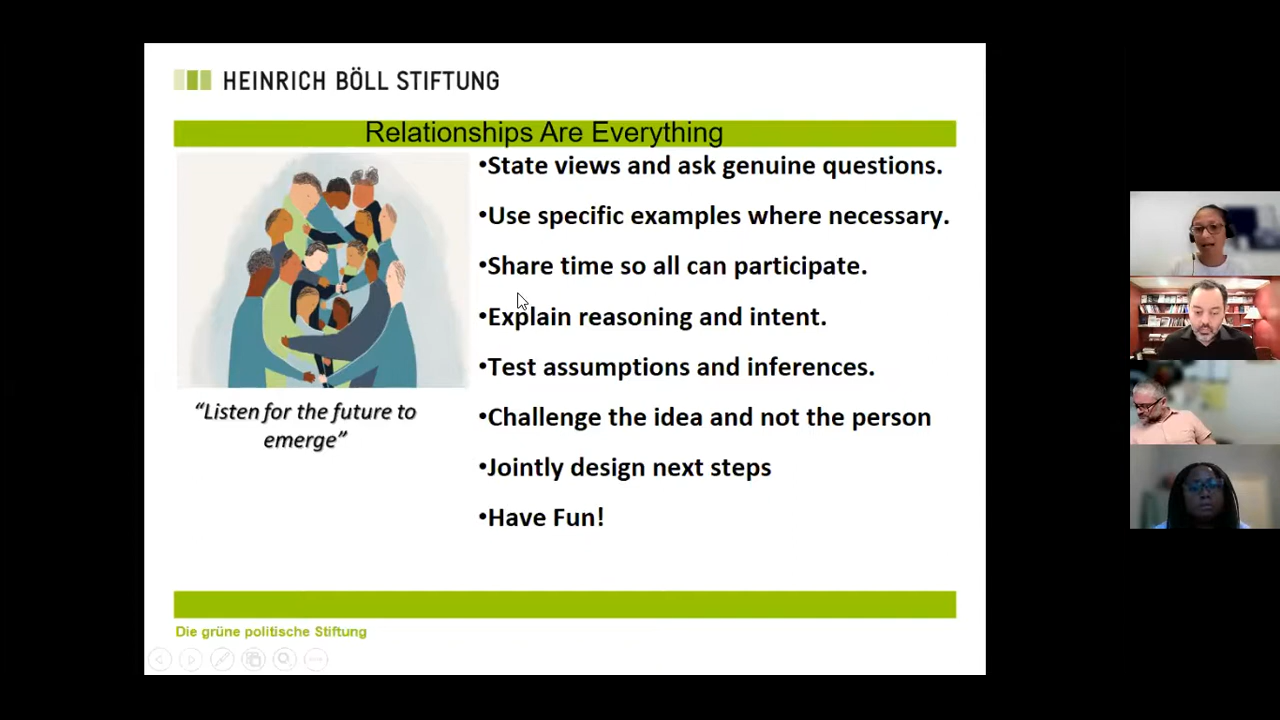 HEINRICH BÖLL STIFTUNG
Relationships Are Everything
•State views and ask genuine questions.
•Use specific examples where necessary.
•Share time so all can participate.
•Explain reasoning and intent.
•Test assumptions and inferences.
•Challenge the idea and not the person
•Jointly design next steps
•Have Fun!
“Listen for the future to
emerge”
Die grüne politische Stiftung